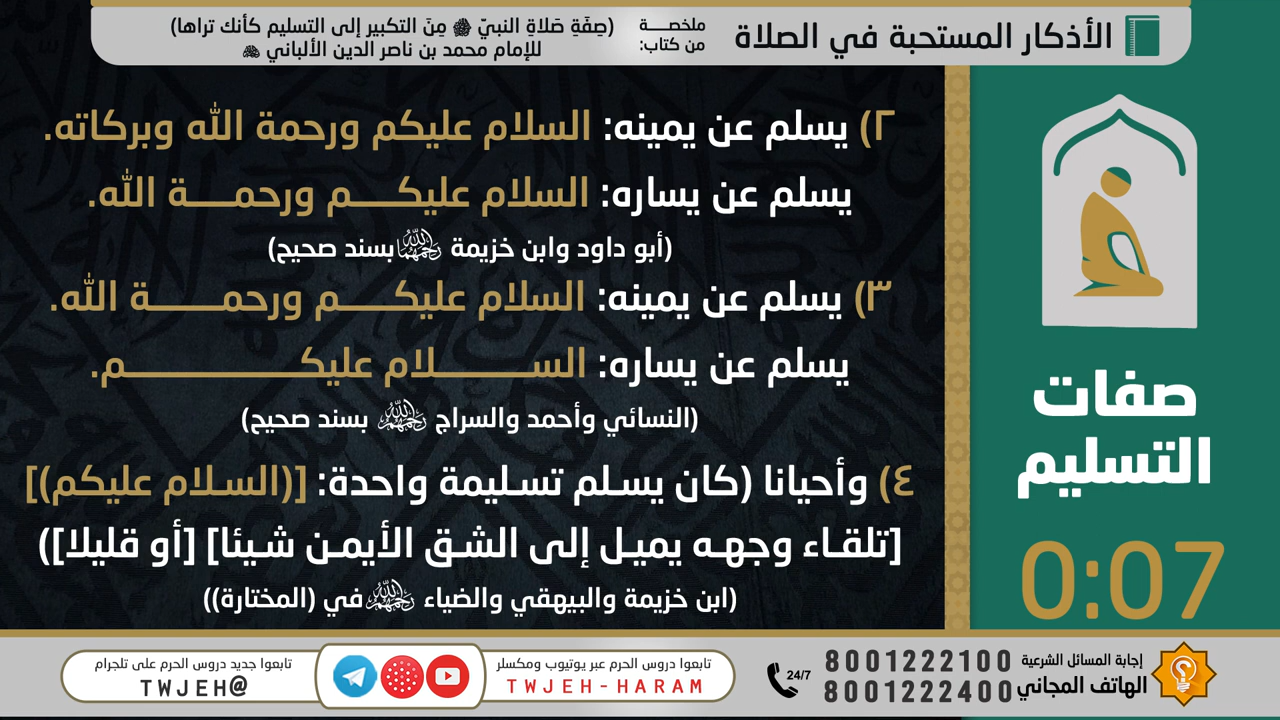 الأذكار المستحبة في الصلاة
ملخصة من كتاب:
(صِفَةِ صَلاةِ النبيّ ﷺ مِنَ التكبير إلى التسليم كأنك تراها)
للإمام محمد بن ناصر الدين الألباني
٢) يسلم عن يمينه: السلام عليكم ورحمة الله وبركاته.
يسلم عن يساره: السلام عليكم ورحمة الله.
(أبو داود وابن خزيمة رحمهما الله بسند صحيح)
٣) يسلم عن يمينه: السلام عليكم ورحمة الله.
يسلم عن يساره: السلام عليكم.
(النسائي وأحمد والسراج رحمهم الله بسند صحيح)
٤) وأحيانا (كان يسلم تسليمة واحدة: [(السلام عليكم)]
[تلقاء وجهه يميل إلى الشق الأيمن شيئا] [أو قليلا])
(ابن خزيمة والبيهقي والضياء رحمهم الله في (المختارة))
صفات
التسليم
0:07
إجابة المسائل الشرعية 8001222100
الهاتف المجاني 8001222400
24/7
تابعوا دروس الحرم عبر يوتيوب ومكسلر
TWJEH-HARAM
تابعوا جديد دروس الحرم على تلجرام
TWJEH@